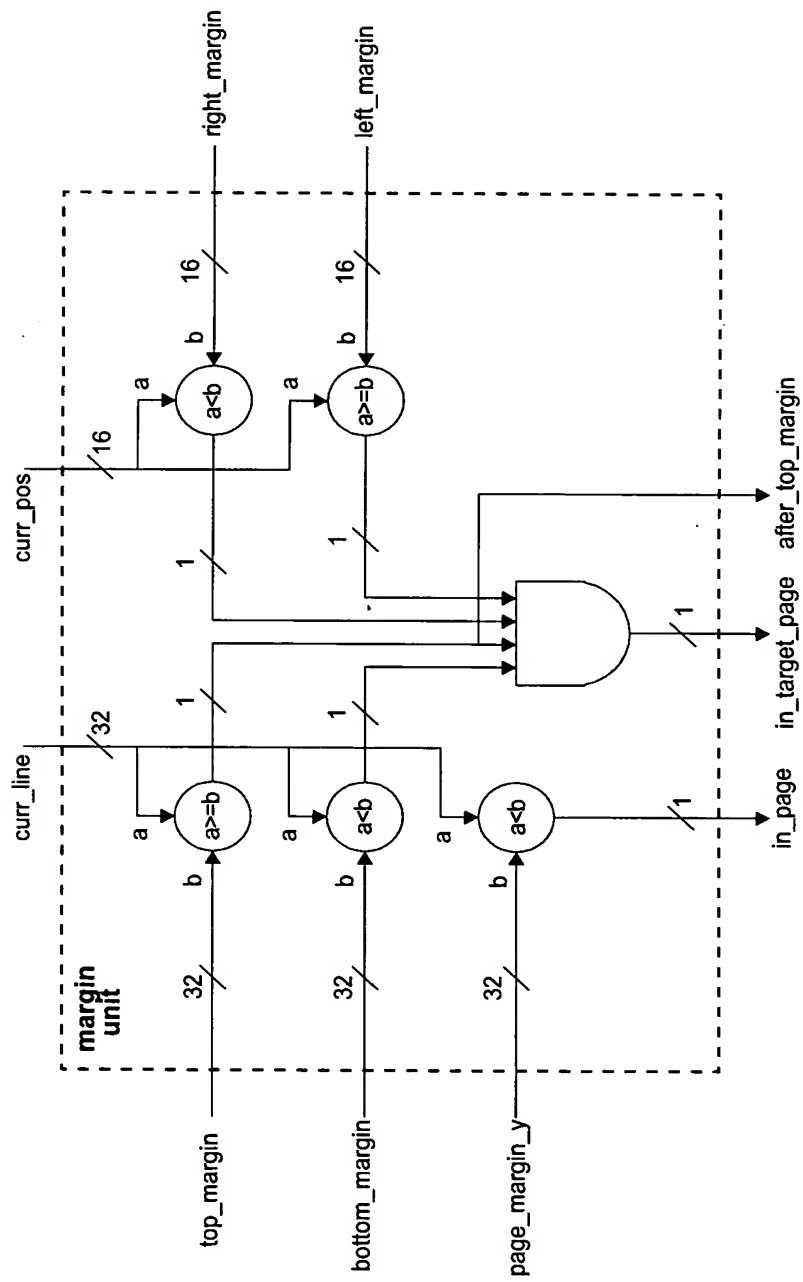 curr_line
curr_pos
32
16
margin
unit
top_margin
32
b
a
a>=b
1
a
a<b
b
16
right_margin
1
bottom_margin
32
b
a
a<b
1
a
a>=b
b
16
left_margin
1
page_margin_y
32
b
a
a<b
1
1
in_page
in_target_page
after_top_margin